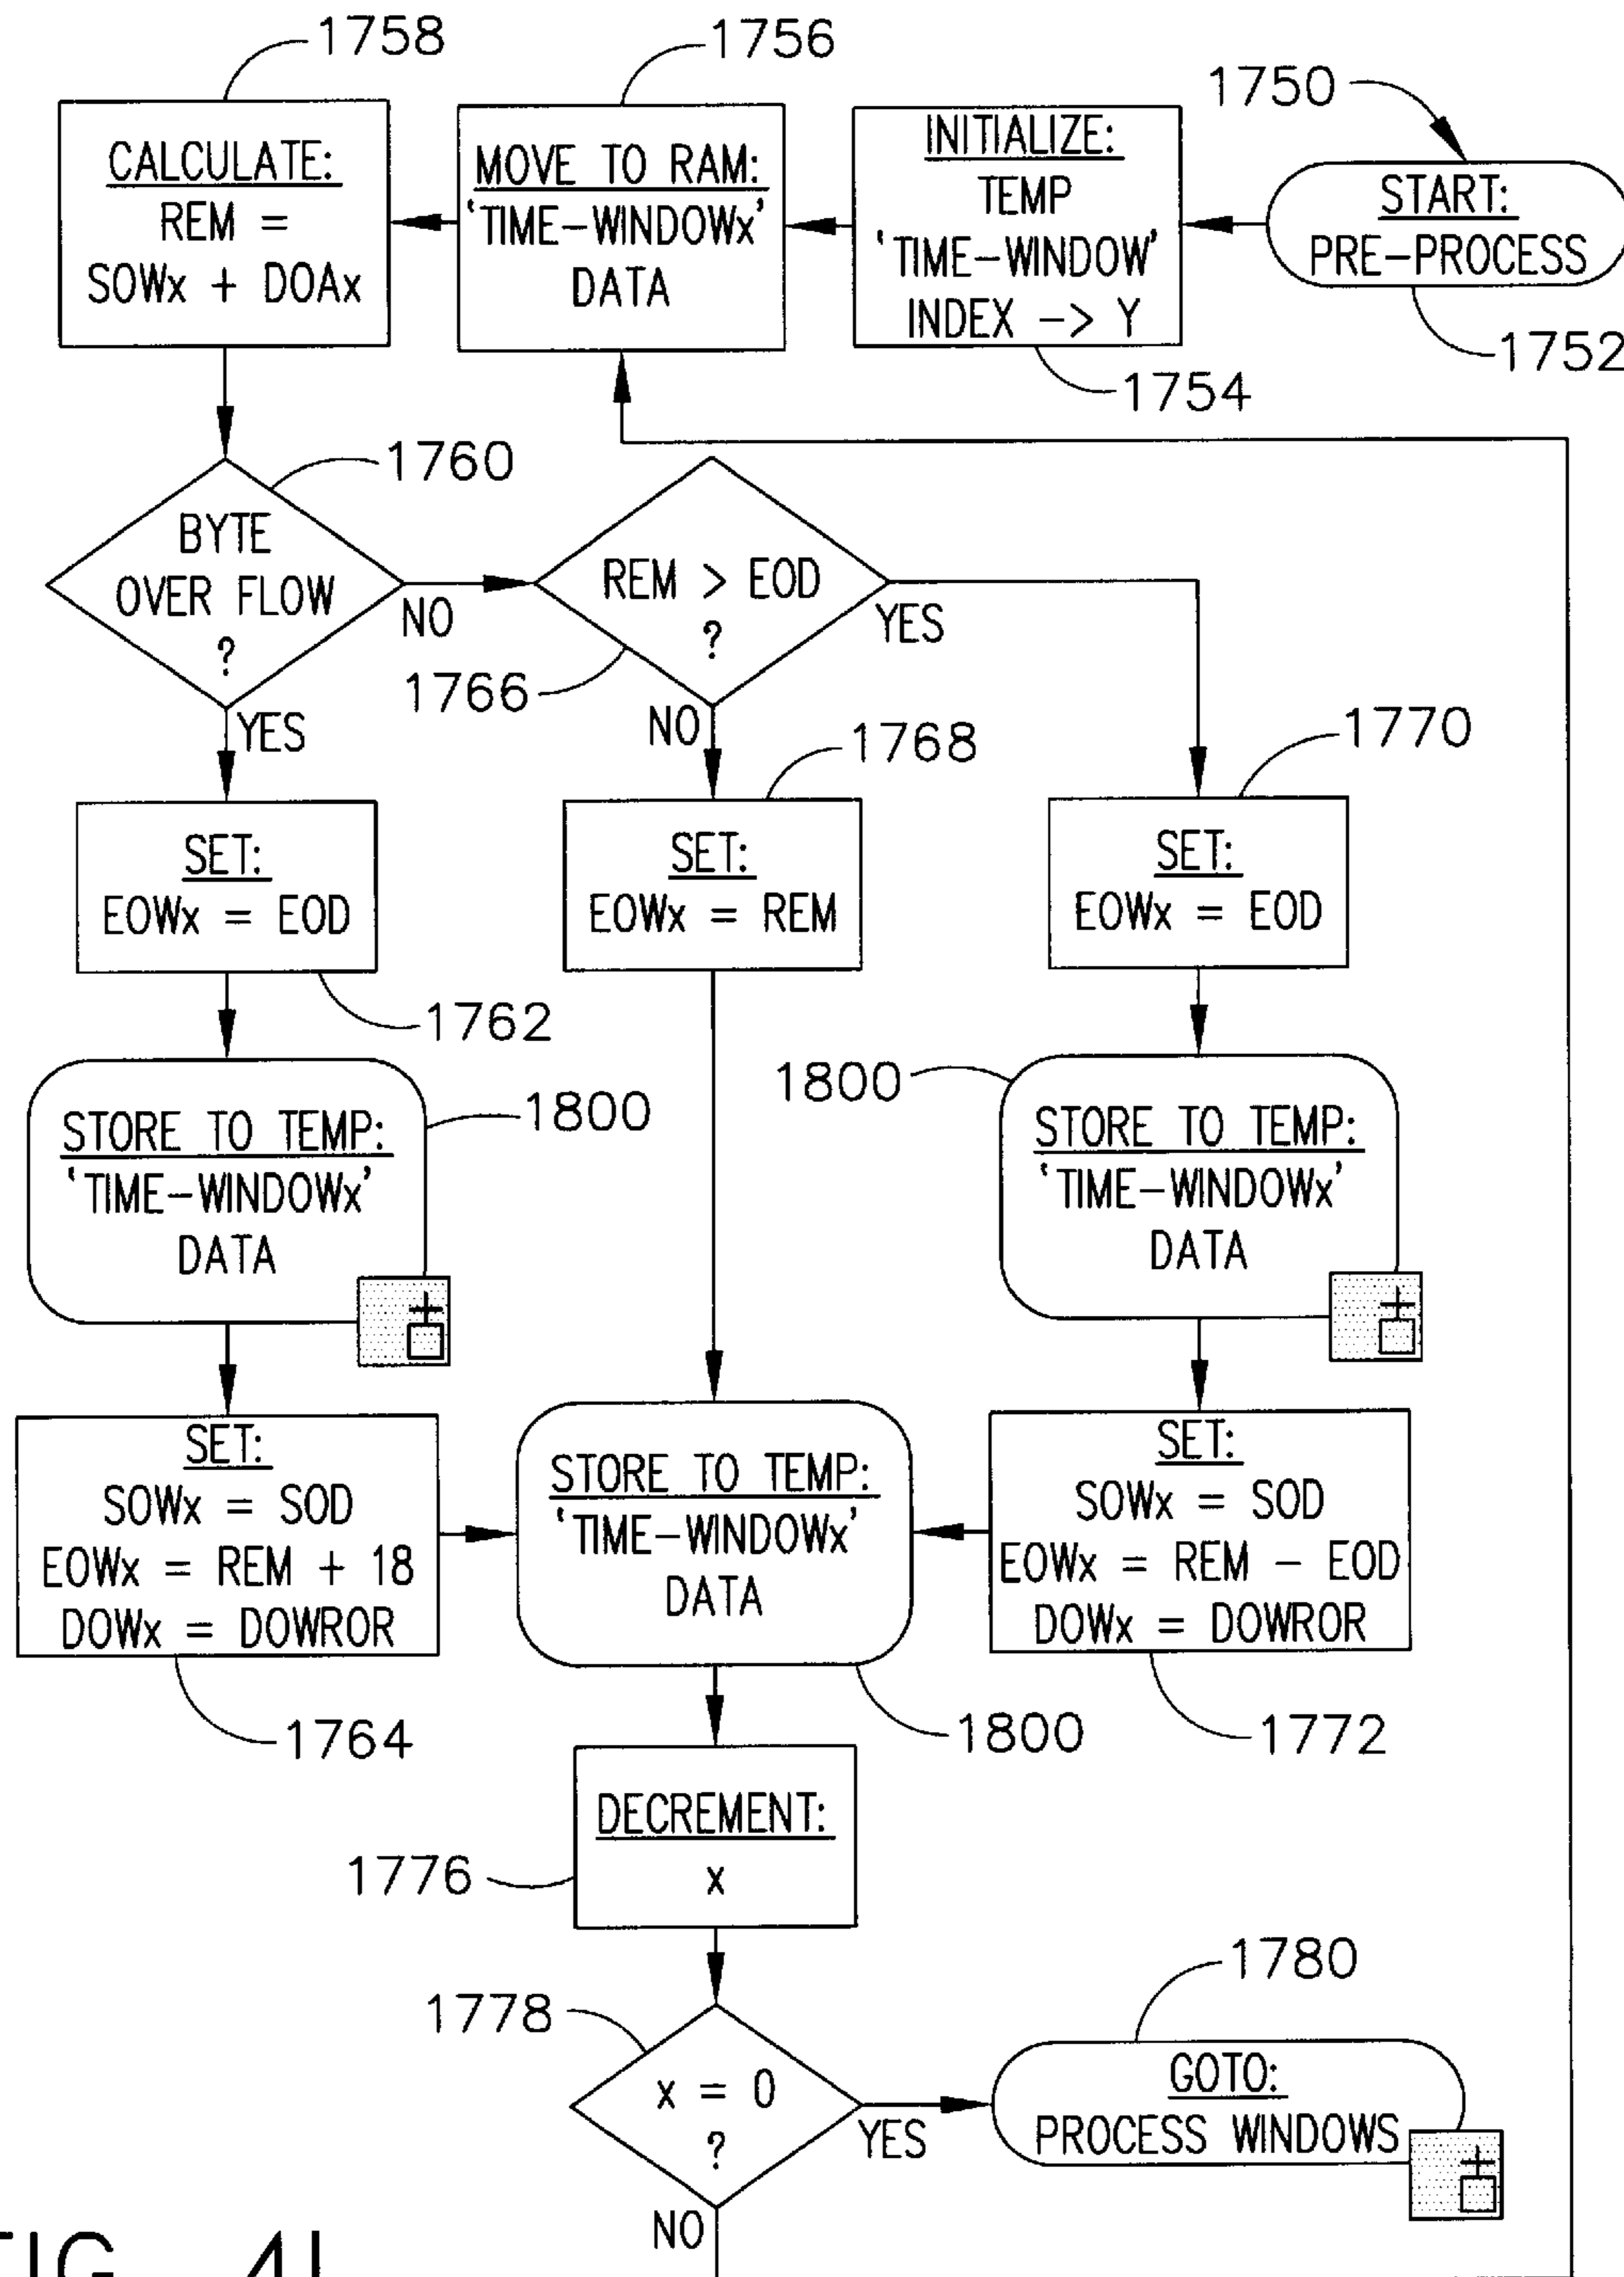 1758
1756
1750
CALCULATE:
REM =
SOWx + DOAx
MOVE TO RAM:
'TIME-WINDOWx'
DATA
INITIALIZE:
TEMP
'TIME-WINDOW'
INDEX -> Y
START:
PRE-PROCESS
1752
1754
1760
BYTE
OVER FLOW
?
NO
YES
REM > EOD
?
YES
1766
NO
1768
1770
SET:
EOWx = EOD
SET:
EOWx = REM
SET:
EOWx = EOD
1762
1800
1800
STORE TO TEMP:
'TIME-WINDOWx'
DATA
STORE TO TEMP:
'TIME-WINDOWx'
DATA
SET:
SOWx = SOD
EOWx = REM + 18
DOWx = DOWROR
STORE TO TEMP:
'TIME-WINDOWx'
DATA
SET:
SOWx = SOD
EOWx = REM - EOD
DOWx = DOWROR
1764
1800
1772
DECREMENT:
x
1776
1780
1778
x = 0
?
YES
GOTO:
PROCESS WINDOWS
NO